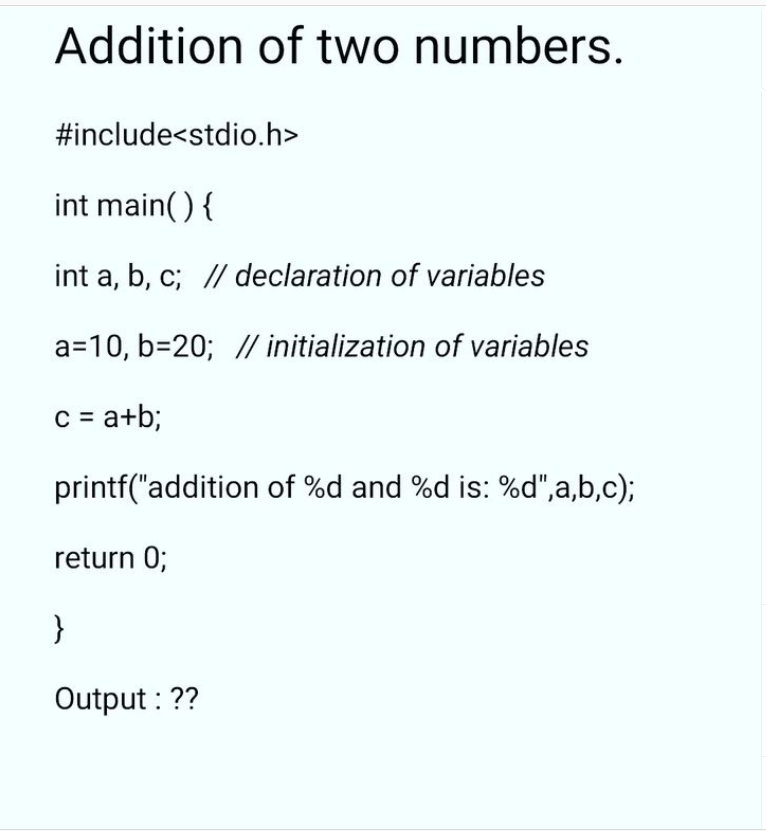 Addition of two numbers.
#include<stdio.h>
int main( ) {
int a, b, c;  // declaration of variables
a=10, b=20;  // initialization of variables
c = a+b;
printf("addition of %d and %d is: %d",a,b,c);
return 0;
}
Output : ??